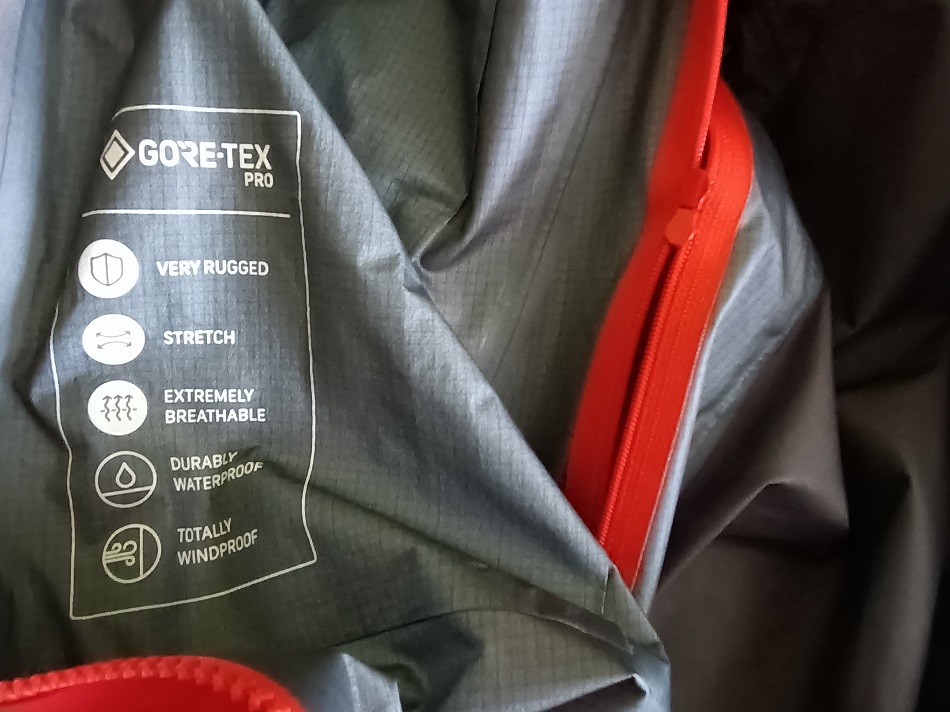 GORE-TEX
PRO
VERY RUGGED
STRETCH
EXTREMELY
BREATHABLE
DURABLY
WATERPROOF
TOTALLY
WINDPROOF